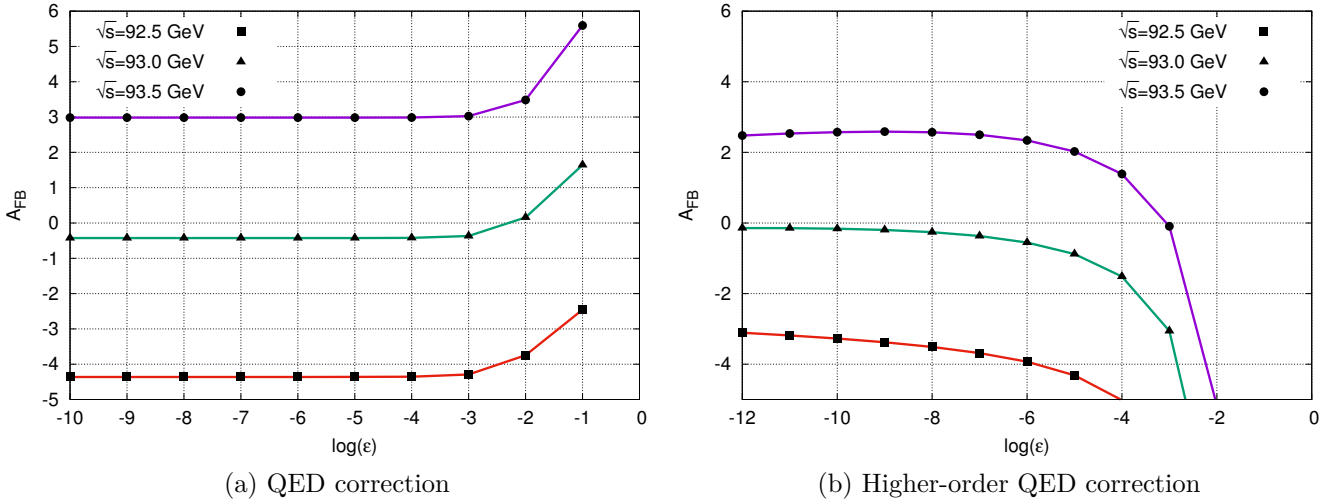 6
5
4
3
2
1
0
-1
-2
-3
-4
-5
A_FB
√s=92.5 GeV
√s=93.0 GeV
√s=93.5 GeV
-10 -9 -8 -7 -6 -5 -4 -3 -2 -1 0
log(ε)
(a) QED correction
6
4
2
0
-2
-4
A_FB
√s=92.5 GeV
√s=93.0 GeV
√s=93.5 GeV
-12 -10 -8 -6 -4 -2 0
log(ε)
(b) Higher-order QED correction